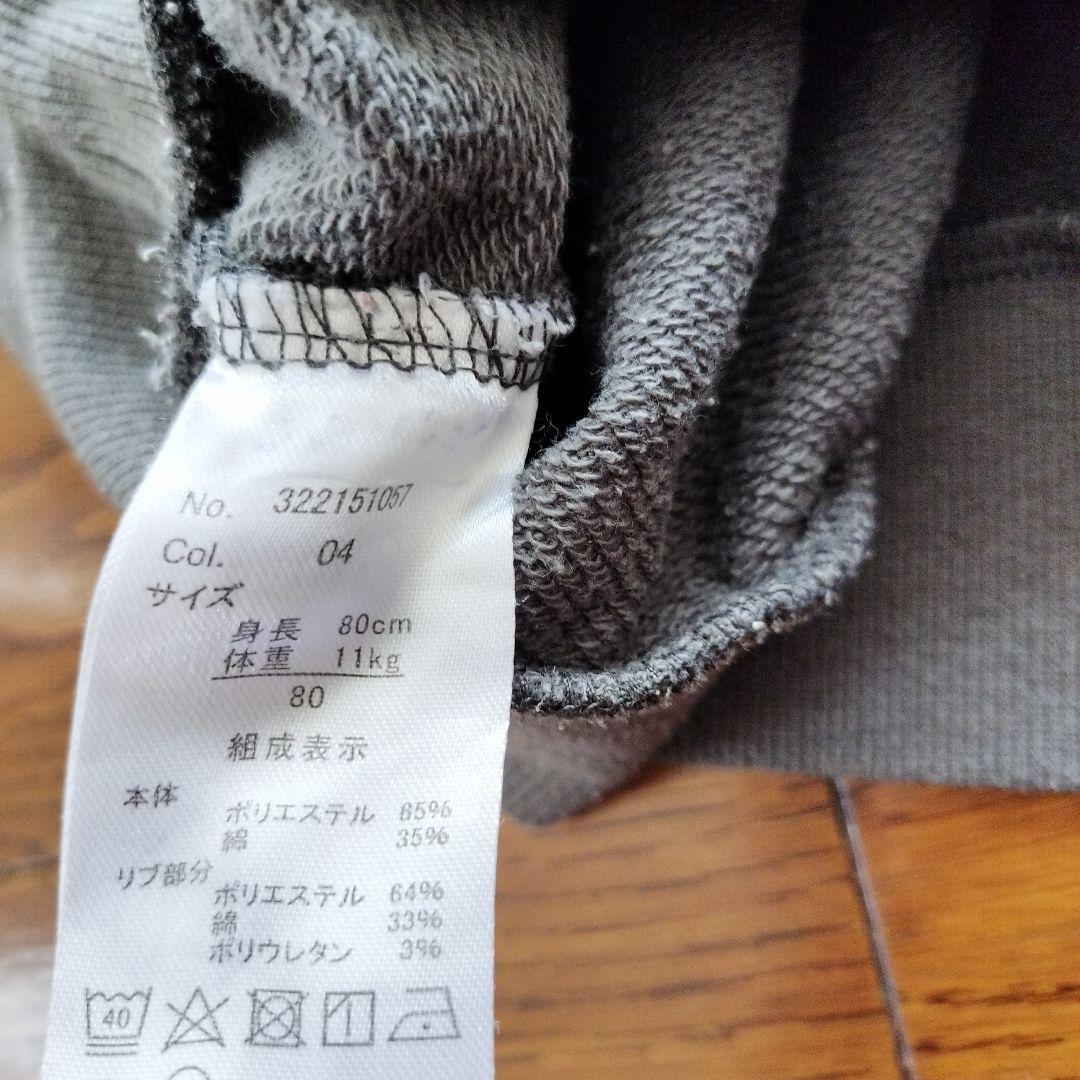 No. 322151057
Col. 04
サイズ
身長 80cm
体重 11kg
80
組成表示
本体
ポリエステル 65%
綿 35%
リブ部分
ポリエステル 64%
綿 33%
ポリウレタン 3%
40